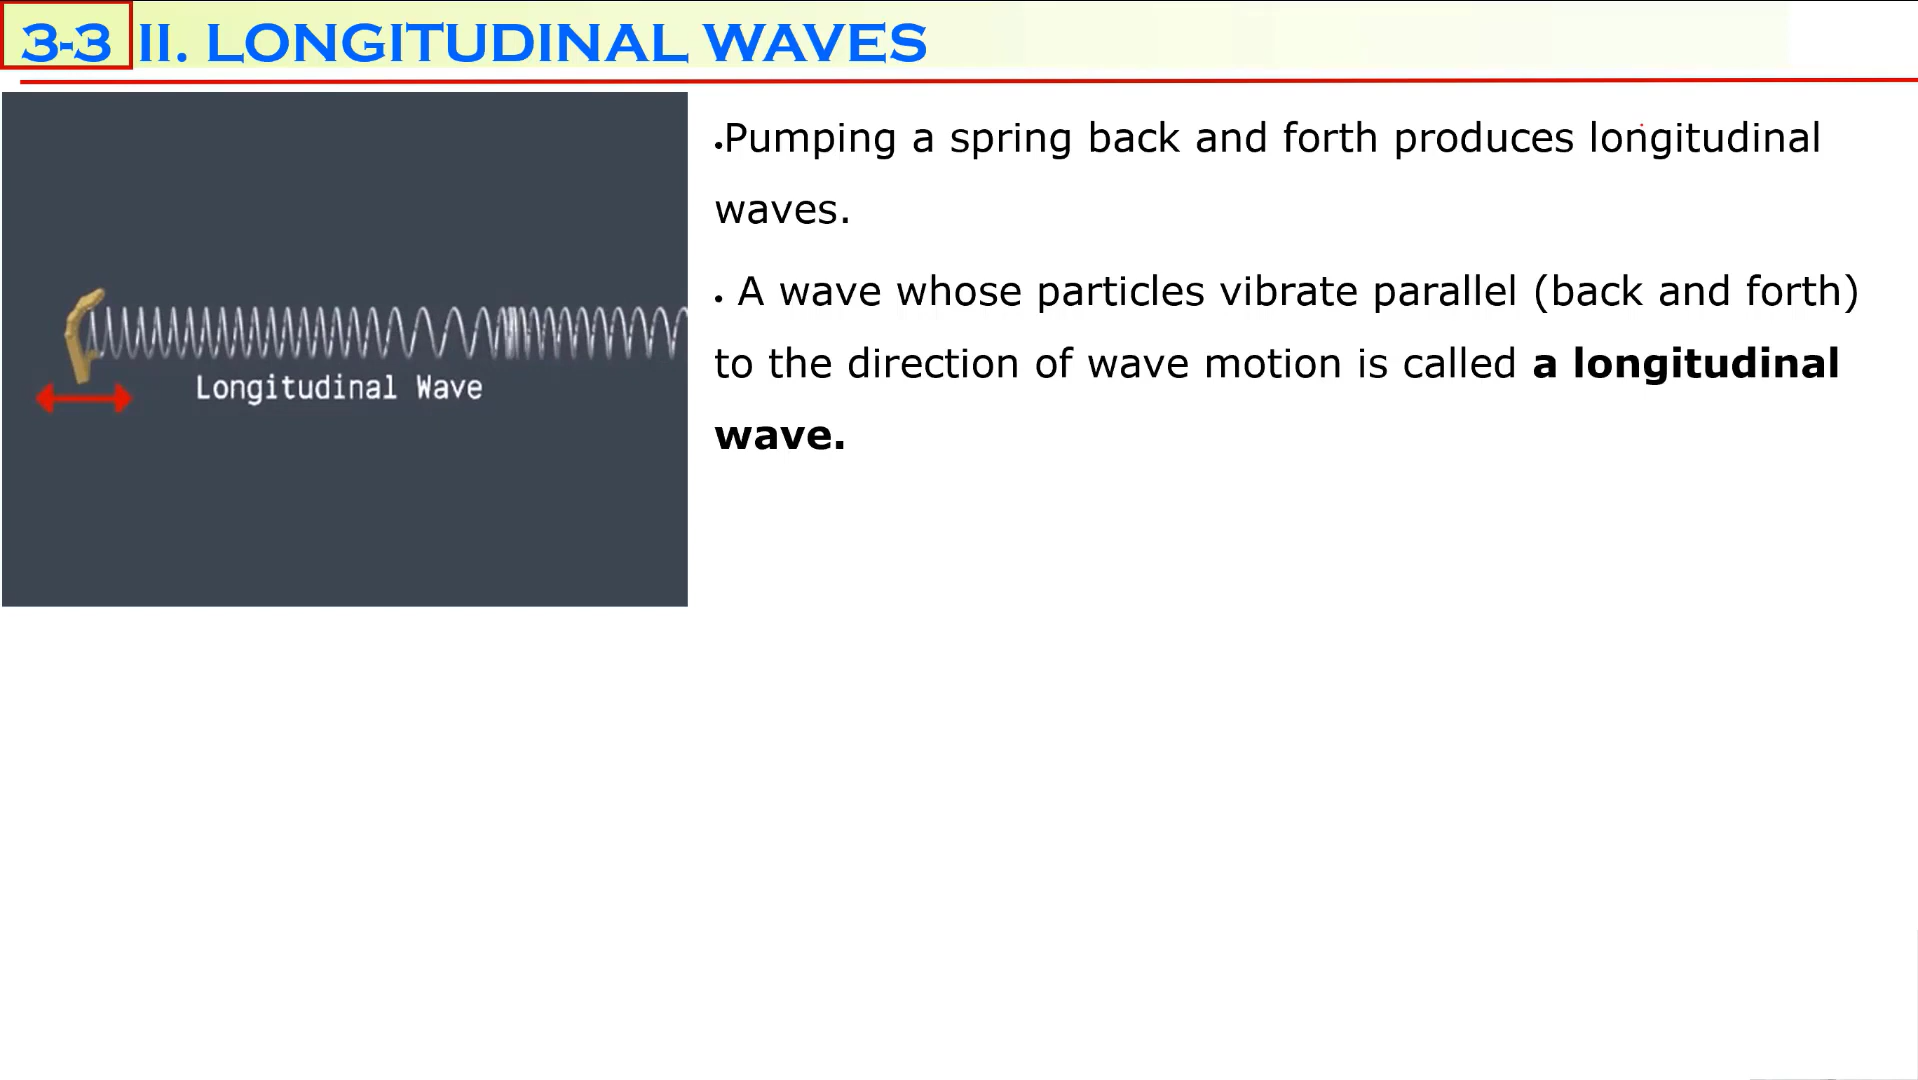 3-3 II. LONGITUDINAL WAVES
Longitudinal Wave
•Pumping a spring back and forth produces longitudinal
waves.
• A wave whose particles vibrate parallel (back and forth)
to the direction of wave motion is called a longitudinal
wave.